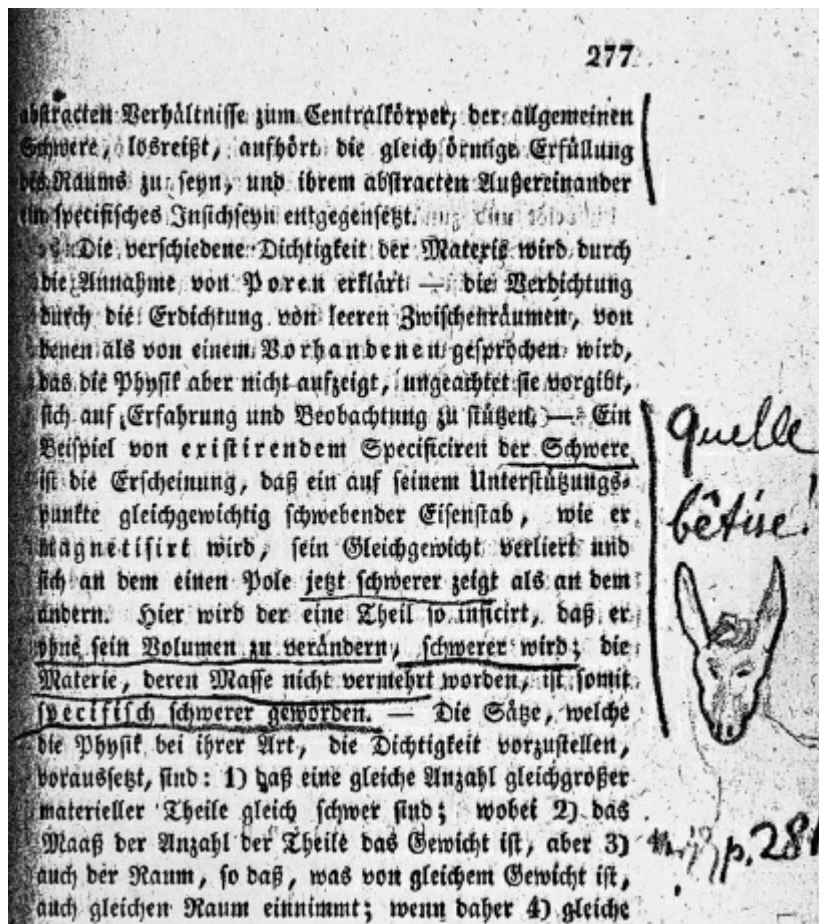 277
abstracten Verhältnisse zum Centralkörper, der allgemeinen
Schwere, losreißt, aufhört die gleich örmige Erfüllung
des Raums zu seyn, und ihrem abstracten Außereinander
ein specifisches Insichseyn entgegensetzt.
Die verschiedene Dichtigkeit der Materie wird durch
die Annahme von Poren erklärt — die Verdichtung
durch die Erdichtung von leeren Zwischenräumen, von
denen als von einem Vorhandenen gesprochen wird,
das die Physik aber nicht aufzeigt, ungeachtet sie vorgibt,
sich auf Erfahrung und Beobachtung zu stützen. — Ein
Beispiel von existirendem Specificiren der Schwere
ist die Erscheinung, daß ein auf seinem Unterstützungs-
punkte gleichgewichtig schwebender Eisenstab, wie er
magnetisirt wird, sein Gleichgewicht verliert und
sich an dem einen Pole jetzt schwerer zeigt als an dem
andern. Hier wird der eine Theil so inficirt, daß er
ohne sein Volumen zu verändern, schwerer wird; die
Materie, deren Masse nicht vermehrt worden, ist somit
specifisch schwerer geworden. — Die Sätze, welche
die Physik bei ihrer Art, die Dichtigkeit vorzustellen,
voraussetzt, sind: 1) daß eine gleiche Anzahl gleichgroßer
materieller Theile gleich schwer sind; wobei 2) das
Maaß der Anzahl der Theile das Gewicht ist, aber 3)
auch der Raum, so daß, was von gleichem Gewicht ist,
auch gleichen Raum einnimmt; wenn daher 4) gleiche
Quelle
bêtise!
p. 281